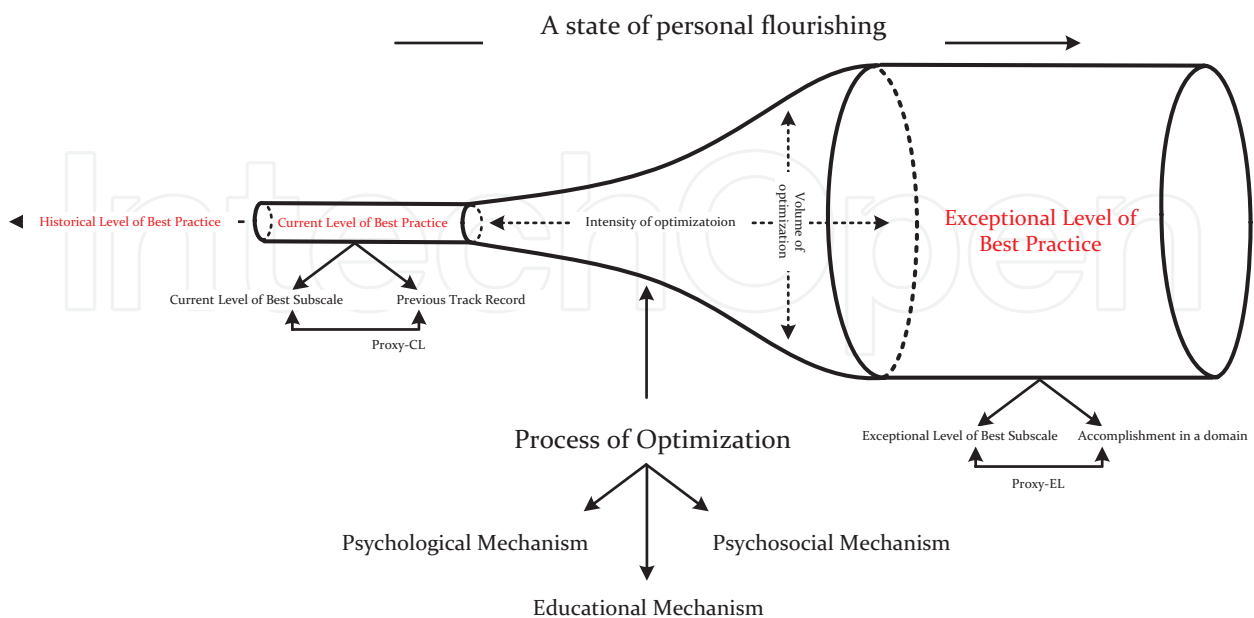 A state of personal flourishing
IntechOpen
Historical Level of Best Practice
Current Level of Best Practice
Intensity of optimizatoion
Volume of
optimization
Exceptional Level of
Best Practice
Current Level of Best Subscale
Previous Track Record
Proxy-CL
Process of Optimization
Exceptional Level of Best Subscale
Accomplishment in a domain
Proxy-EL
Psychological Mechanism
Psychosocial Mechanism
Educational Mechanism